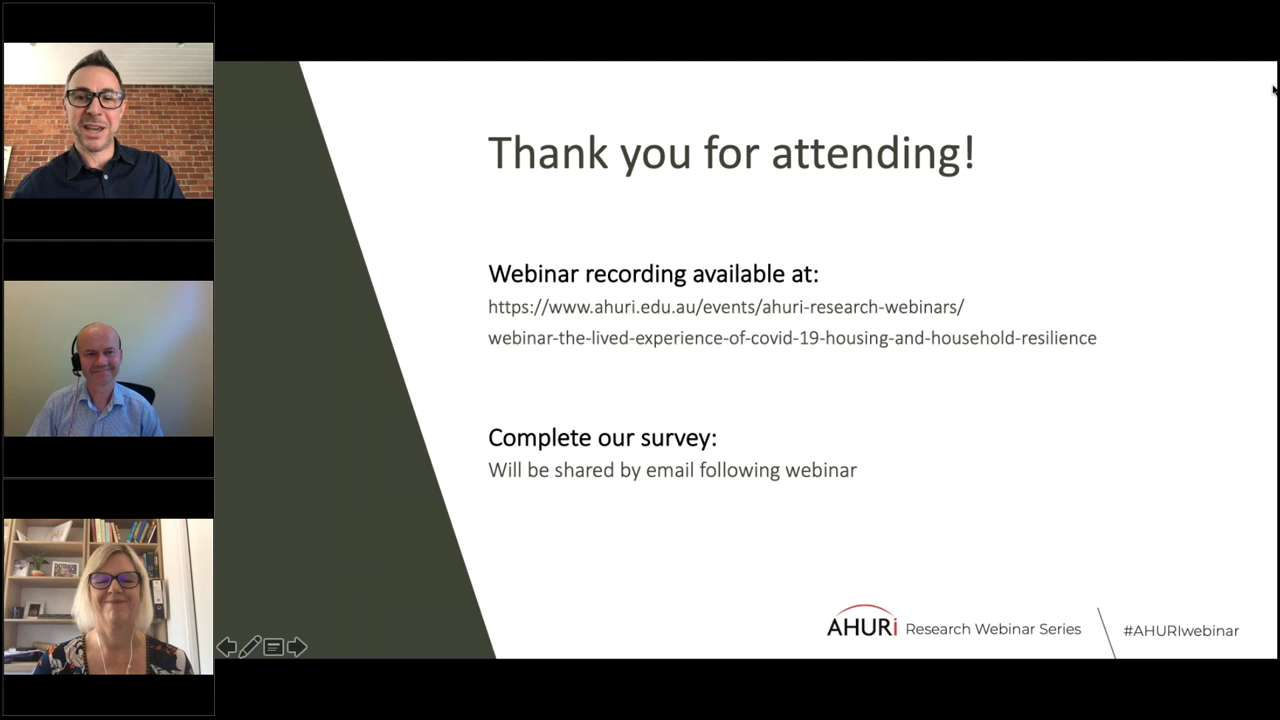 Thank you for attending!
Webinar recording available at:
https://www.ahuri.edu.au/events/ahuri-research-webinars/
webinar-the-lived-experience-of-covid-19-housing-and-household-resilience
Complete our survey:
Will be shared by email following webinar
AHURi Research Webinar Series
#AHURIwebinar